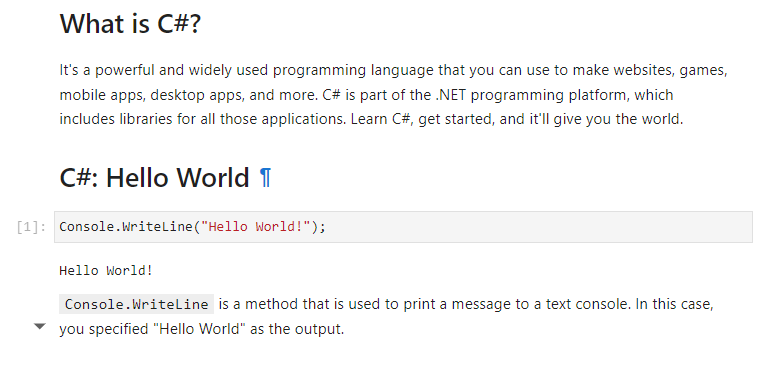 What is C#?
It's a powerful and widely used programming language that you can use to make websites, games,
mobile apps, desktop apps, and more. C# is part of the .NET programming platform, which
includes libraries for all those applications. Learn C#, get started, and it'll give you the world.
C#: Hello World ¶
[1]: Console.WriteLine("Hello World!");
Hello World!
Console.WriteLine is a method that is used to print a message to a text console. In this case,
you specified "Hello World" as the output.